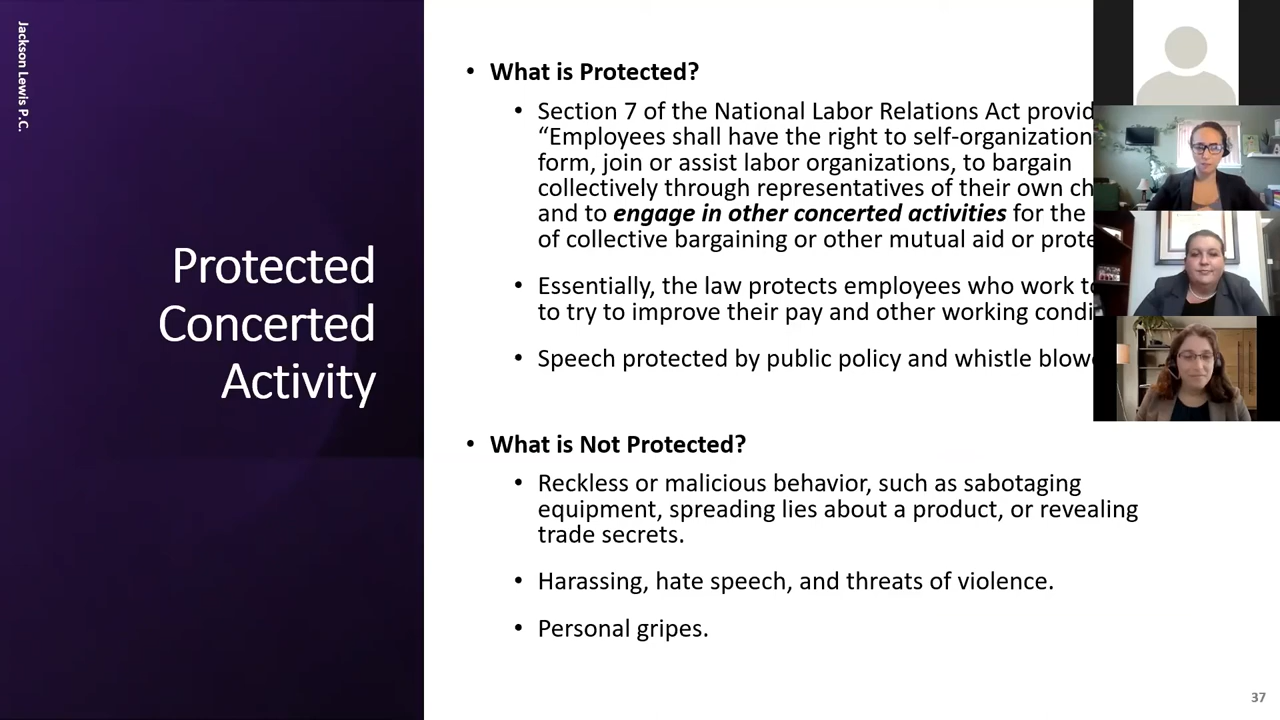 Jackson Lewis P.C.
Protected
Concerted
Activity
• What is Protected?
• Section 7 of the National Labor Relations Act provid
“Employees shall have the right to self-organization
form, join or assist labor organizations, to bargain
collectively through representatives of their own ch
and to engage in other concerted activities for the
of collective bargaining or other mutual aid or prote
• Essentially, the law protects employees who work to
to try to improve their pay and other working condi
• Speech protected by public policy and whistle blow
• What is Not Protected?
• Reckless or malicious behavior, such as sabotaging
equipment, spreading lies about a product, or revealing
trade secrets.
• Harassing, hate speech, and threats of violence.
• Personal gripes.
37